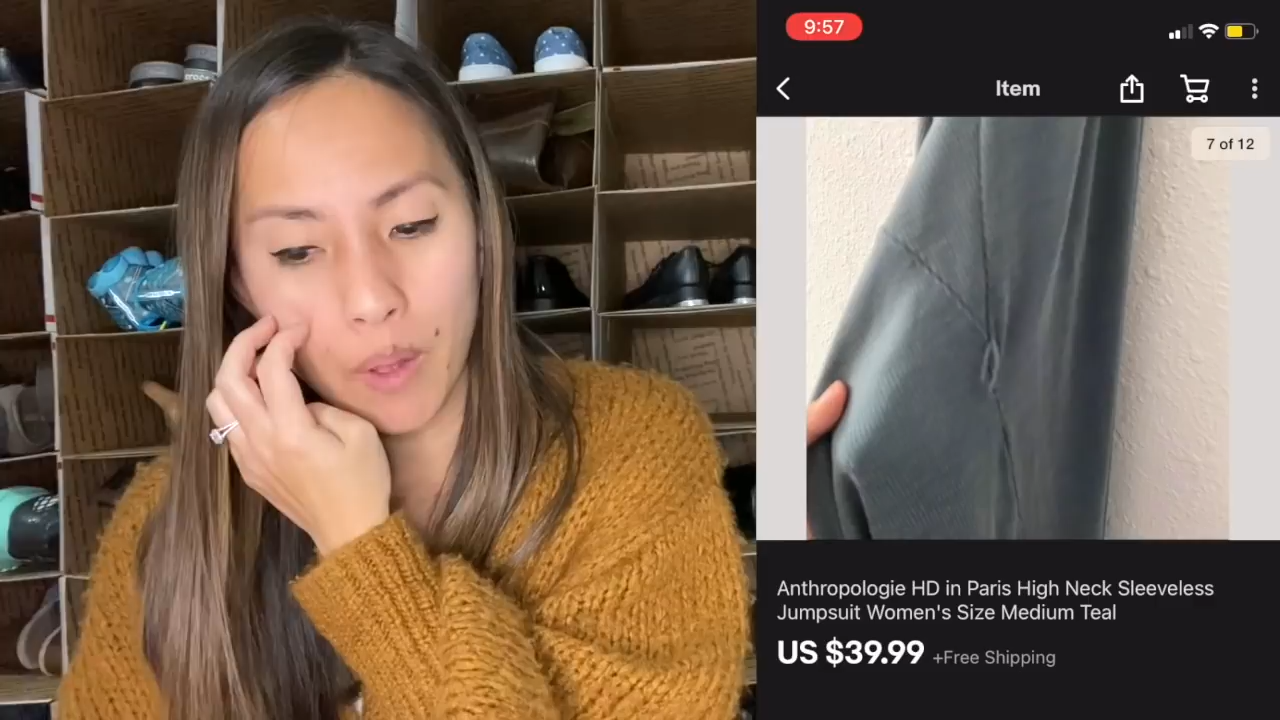 9:57
Item
7 of 12
Anthropologie HD in Paris High Neck Sleeveless
Jumpsuit Women's Size Medium Teal
US $39.99 +Free Shipping